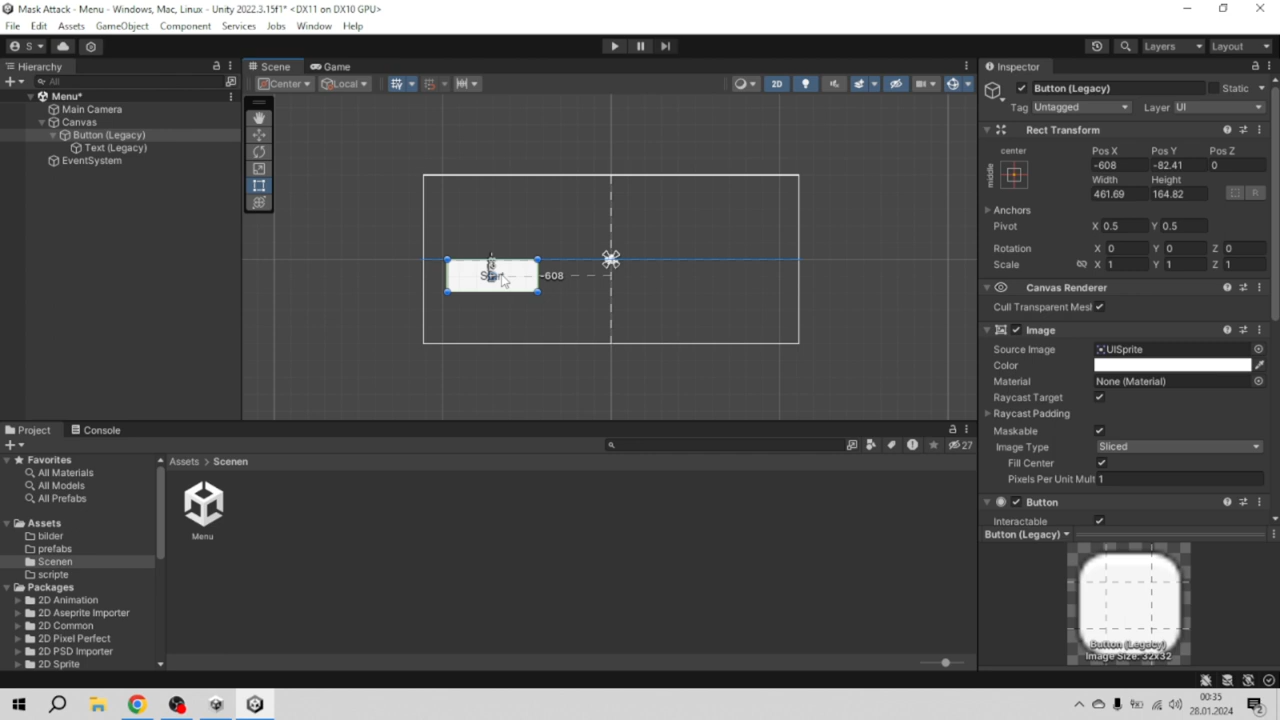 Mask Attack - Menu - Windows, Mac, Linux - Unity 2022.3.15f1* <DX11 on DX10 GPU>
File Edit Assets GameObject Component Services Jobs Window Help
S Layers Layout
Hierarchy
All
Menu*
Main Camera
Canvas
Button (Legacy)
Text (Legacy)
EventSystem
Scene Game
Center Local 2D
-608
Inspector
Button (Legacy) Static
Tag Untagged Layer UI
Rect Transform
center
middle
Pos X Pos Y Pos Z
-608 -82.41 0
Width Height
461.69 164.82
R
Anchors
Pivot X 0.5 Y 0.5
Rotation X 0 Y 0 Z 0
Scale X 1 Y 1 Z 1
Canvas Renderer
Cull Transparent Mesl
Image
Source Image UISprite
Color
Material None (Material)
Raycast Target
Raycast Padding
Maskable
Image Type Sliced
Fill Center
Pixels Per Unit Mult 1
Button
Interactable
Button (Legacy)
Button (Legacy)
Image Size: 32x32
Project Console
27
Favorites
All Materials
All Models
All Prefabs
Assets
bilder
prefabs
Scenen
scripte
Packages
2D Animation
2D Aseprite Importer
2D Common
2D Pixel Perfect
2D PSD Importer
2D Sprite
Assets > Scenen
Menu
00:35
28.01.2024
2